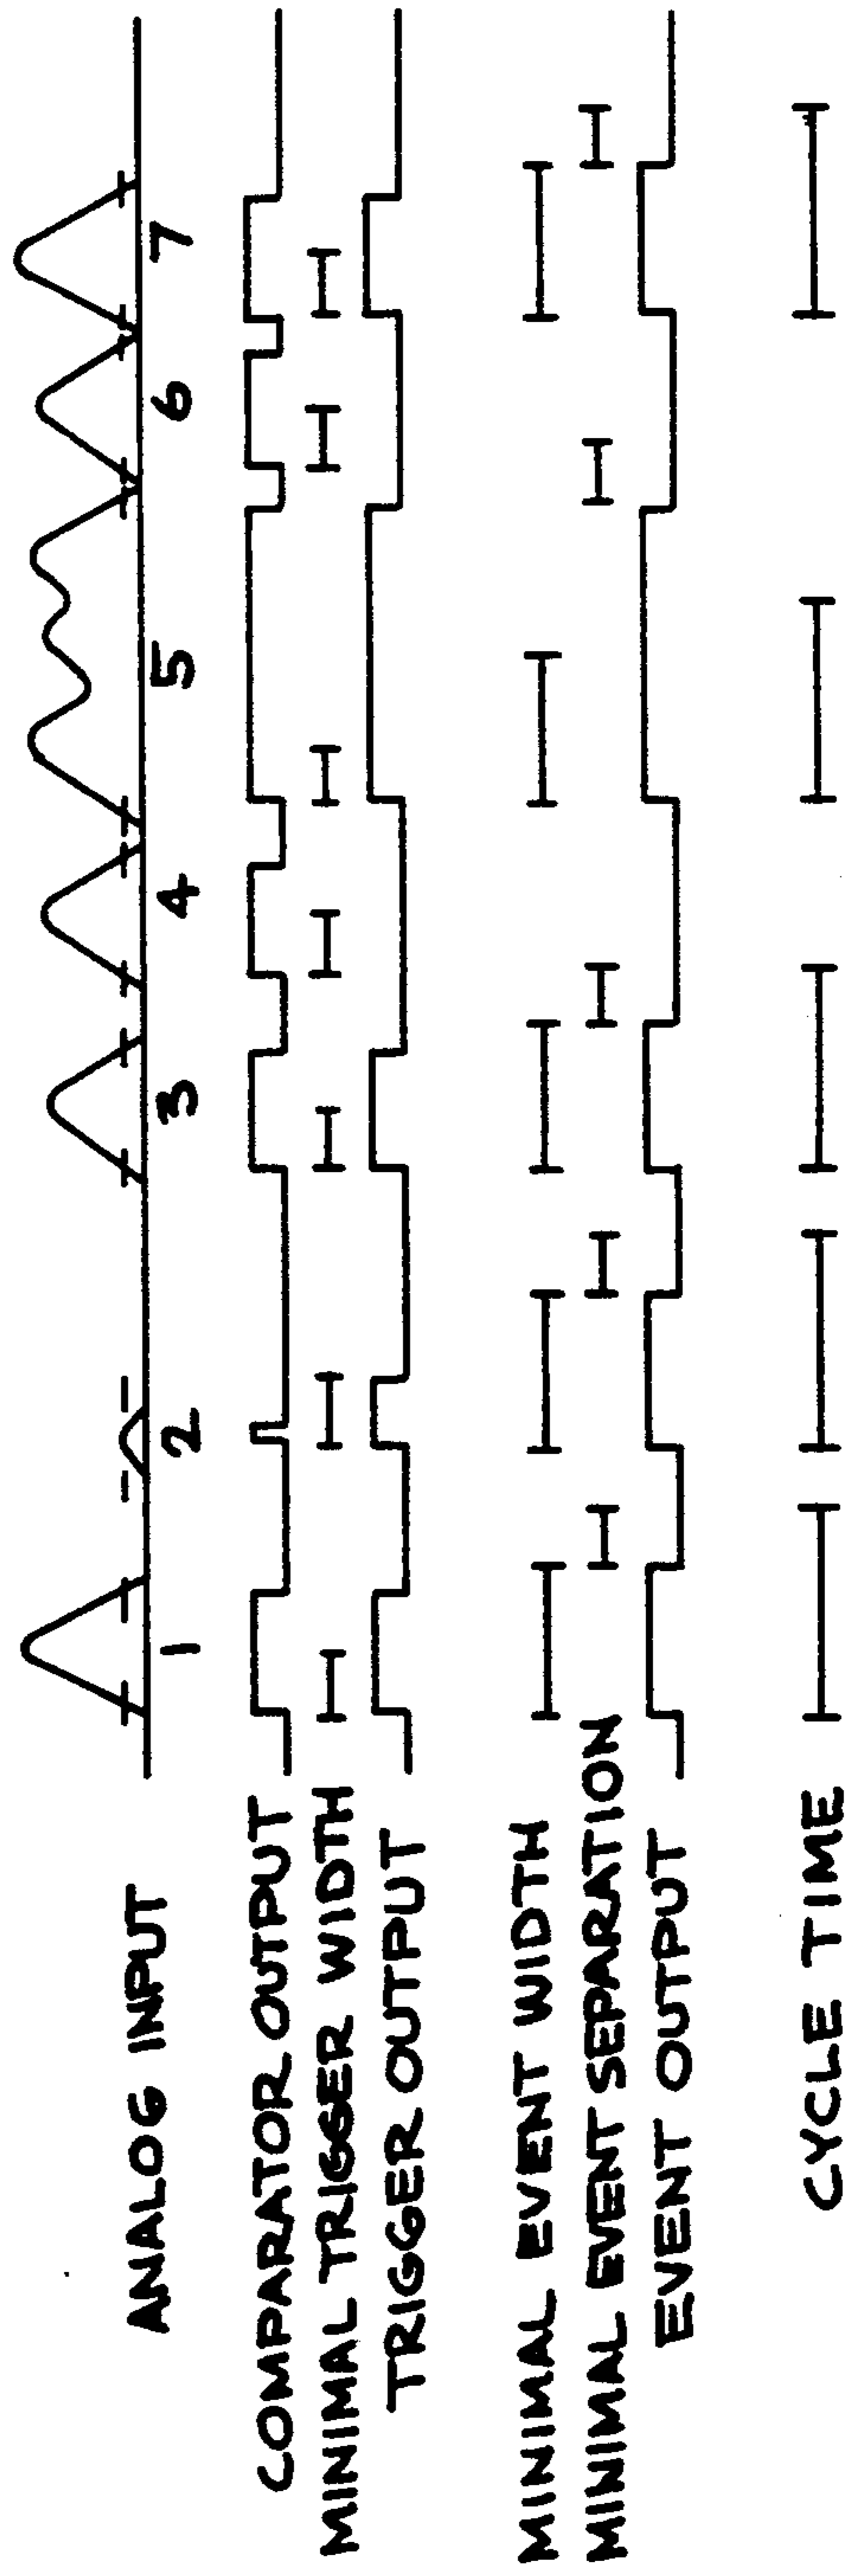 ANALOG INPUT
1 2 3 4 5 6 7
COMPARATOR OUTPUT
MINIMAL TRIGGER WIDTH
TRIGGER OUTPUT
MINIMAL EVENT WIDTH
MINIMAL EVENT SEPARATION
EVENT OUTPUT
CYCLE TIME